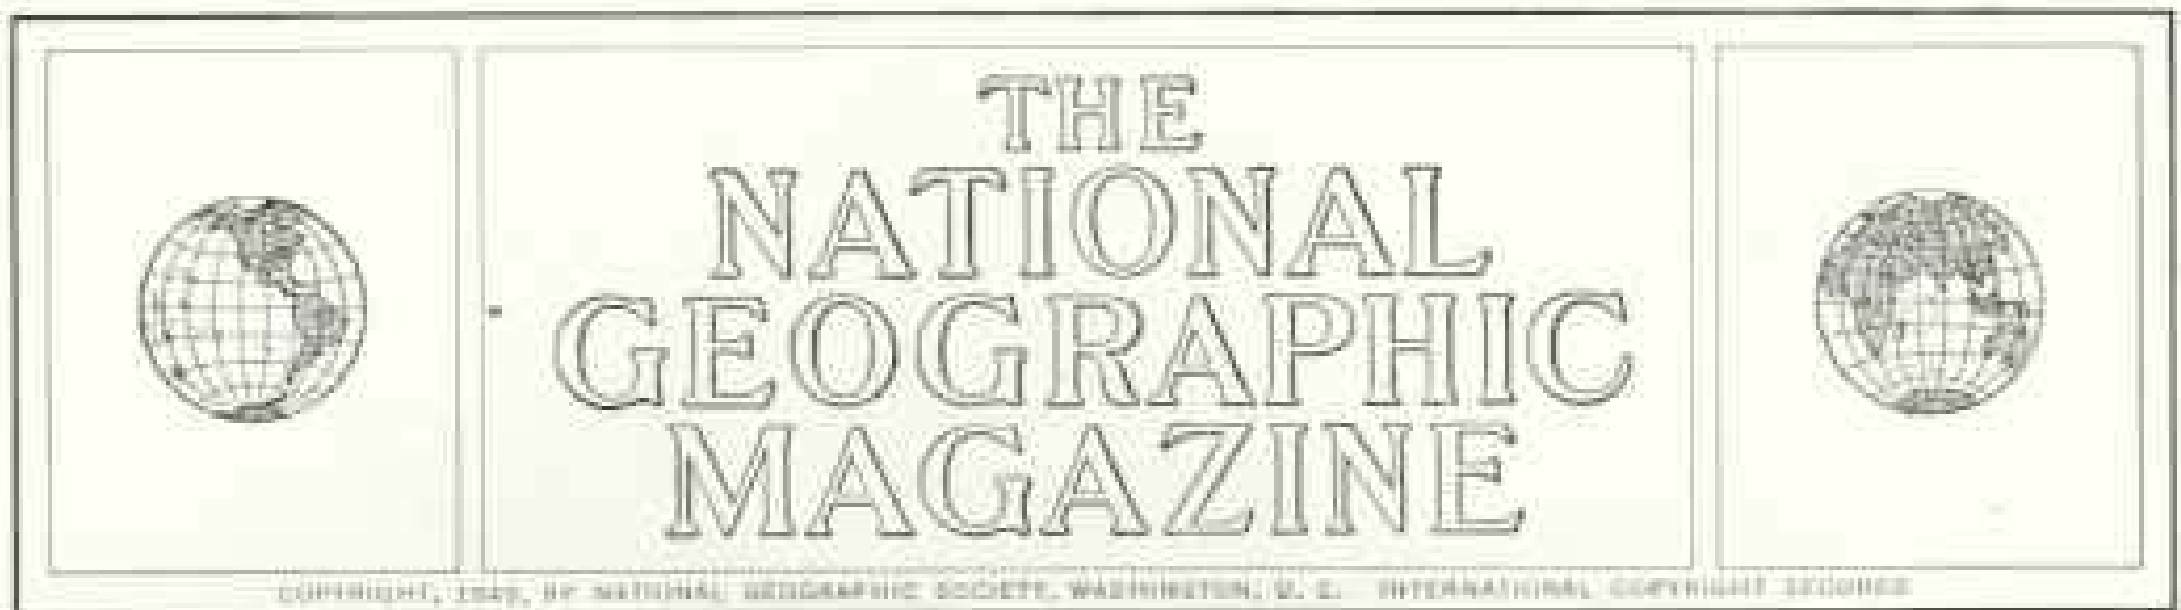 THE
NATIONAL
GEOGRAPHIC
MAGAZINE
COPYRIGHT, BY NATIONAL GEOGRAPHIC SOCIETY, WASHINGTON, D. C. INTERNATIONAL COPYRIGHT SECURED